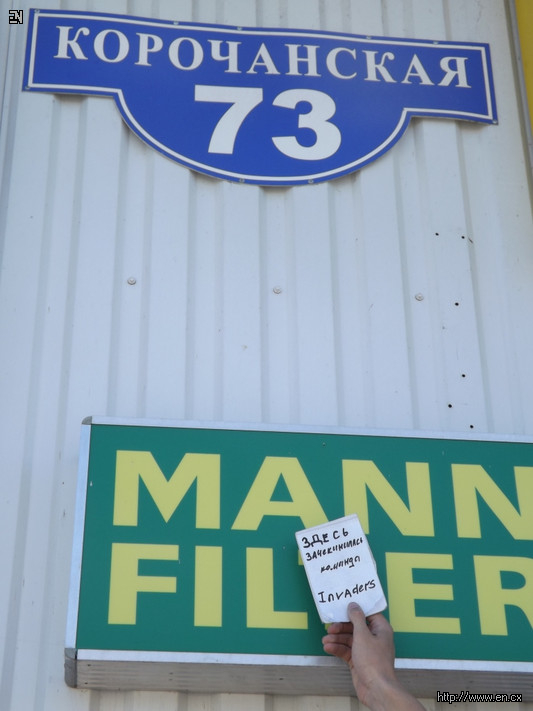 EN
КОРОЧАНСКАЯ
73
MANN
FILTER
ЗДЕСЬ
ЗАЧЕКИНИЛАСЬ
команда
Invaders
http://www.en.cx